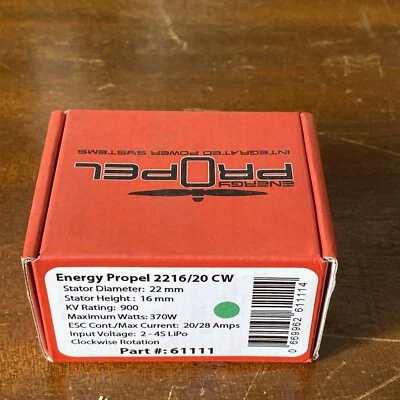 ENERGY
PROPEL
INTEGRATED POWER SYSTEMS
Energy Propel 2216/20 CW
Stator Diameter: 22 mm
Stator Height : 16 mm
KV Rating: 900
Maximum Watts: 370W
ESC Cont./Max Current: 20/28 Amps
Input Voltage: 2 - 4S LiPo
Clockwise Rotation
Part #: 61111
0 669962 611114